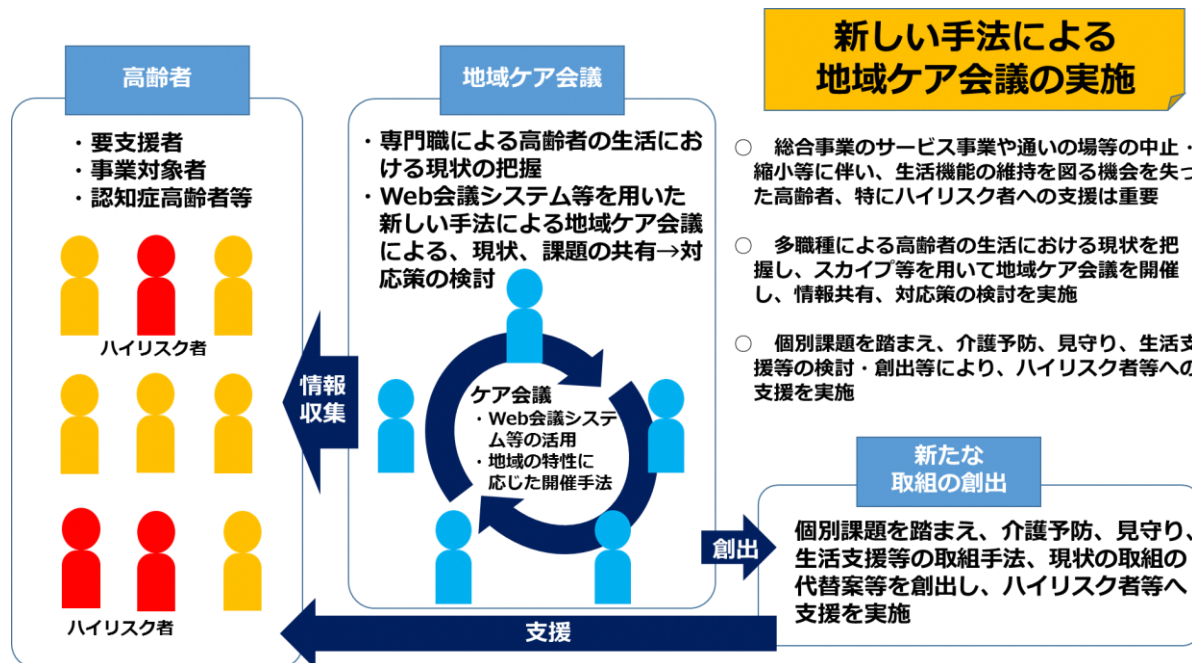 高齢者
・要支援者
・事業対象者
・認知症高齢者等
ハイリスク者
ハイリスク者
情報
収集
地域ケア会議
・専門職による高齢者の生活にお
ける現状の把握
・Web会議システム等を用いた
新しい手法による地域ケア会議
による、現状、課題の共有→対
応策の検討
ケア会議
・Web会議システ
ム等の活用
・地域の特性に
応じた開催手法
創出
支援
新しい手法による
地域ケア会議の実施
○ 総合事業のサービス事業や通いの場等の中止・
縮小等に伴い、生活機能の維持を図る機会を失っ
た高齢者、特にハイリスク者への支援は重要
○ 多職種による高齢者の生活における現状を把
握し、スカイプ等を用いて地域ケア会議を開催
し、情報共有、対応策の検討を実施
○ 個別課題を踏まえ、介護予防、見守り、生活支
援等の検討・創出等により、ハイリスク者等への
支援を実施
新たな
取組の創出
個別課題を踏まえ、介護予防、見守り、
生活支援等の取組手法、現状の取組の
代替案等を創出し、ハイリスク者等へ
支援を実施